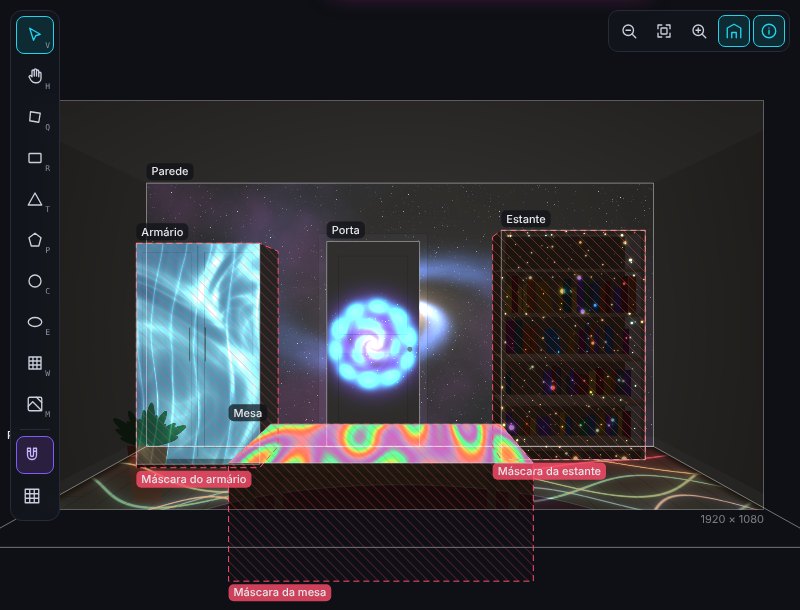 V
H
Q
R
T
P
C
E
W
M
Parede
Armário
Porta
Estante
Mesa
Máscara do armário
Máscara da estante
1920 × 1080
Máscara da mesa